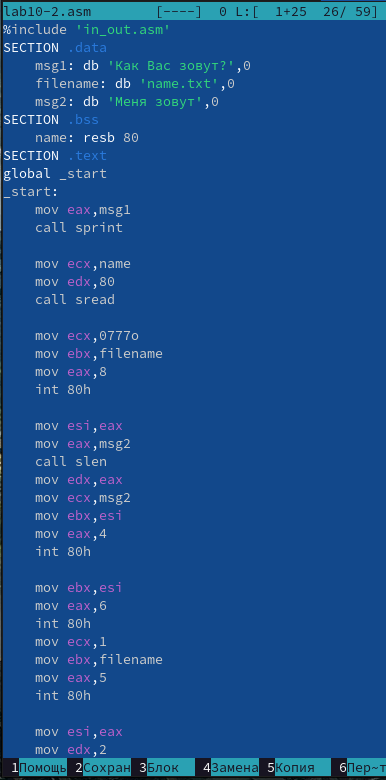 lab10-2.asm        [----]  0 L:[  1+25  26/ 59]
%include 'in_out.asm'
SECTION .data
    msg1: db 'Как Вас зовут?',0
    filename: db 'name.txt',0
    msg2: db 'Меня зовут',0
SECTION .bss
    name: resb 80
SECTION .text
global _start
_start:
    mov eax,msg1
    call sprint
    mov ecx,name
    mov edx,80
    call sread
    mov ecx,0777o
    mov ebx,filename
    mov eax,8
    int 80h
    mov esi,eax
    mov eax,msg2
    call slen
    mov edx,eax
    mov ecx,msg2
    mov ebx,esi
    mov eax,4
    int 80h
    mov ebx,esi
    mov eax,6
    int 80h
    mov ecx,1
    mov ebx,filename
    mov eax,5
    int 80h
    mov esi,eax
    mov edx,2
1Помощь 2Сохран 3Блок 4Замена 5Копия 6Пер~т